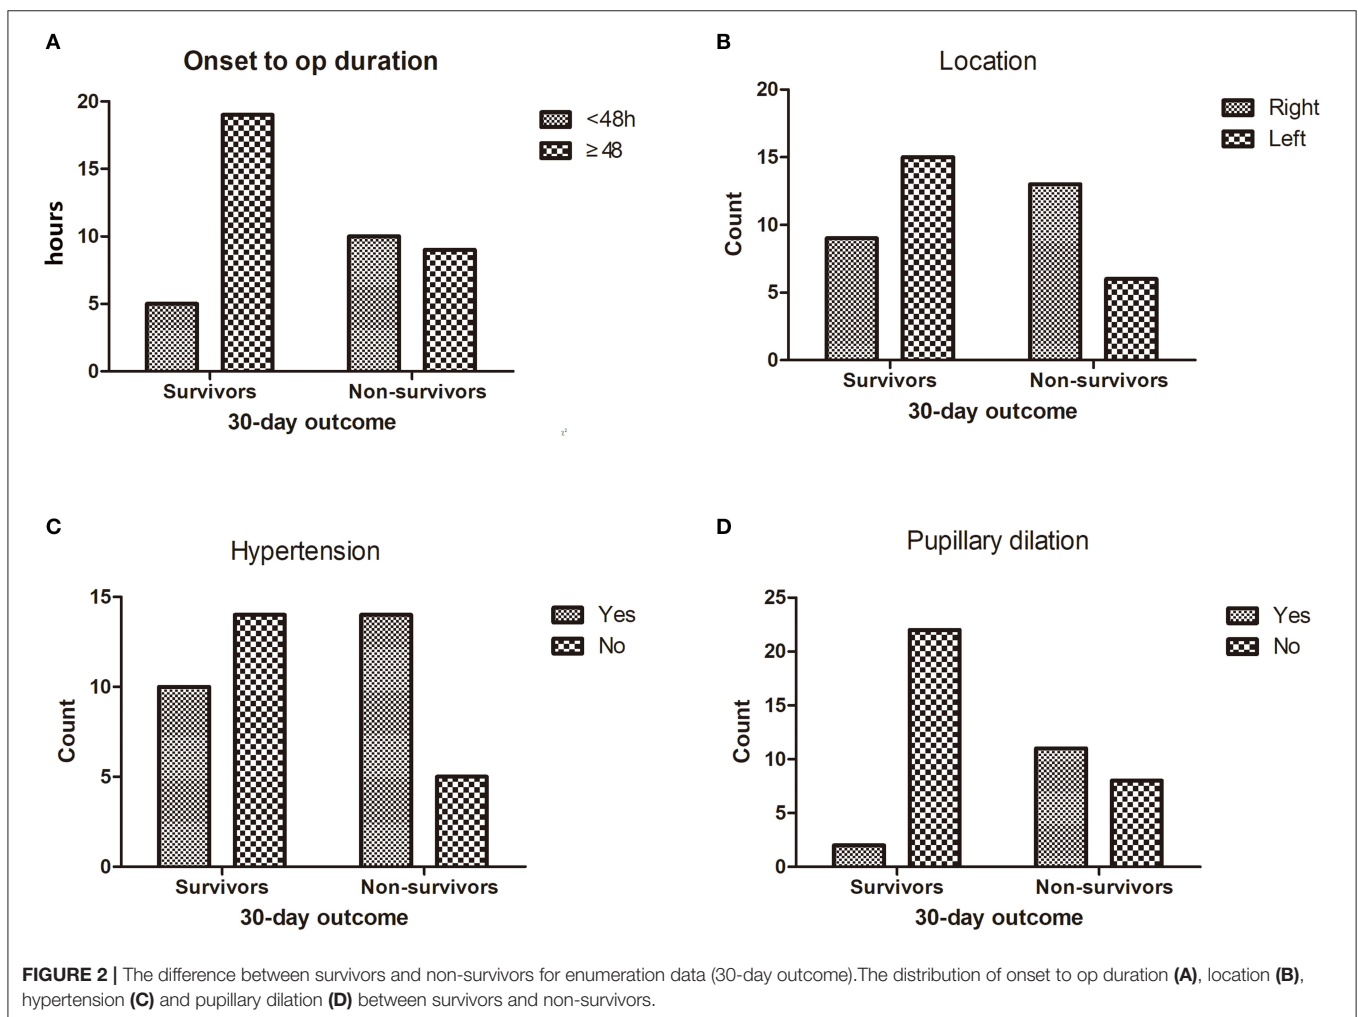 A
Onset to op duration
20
15
10
5
0
hours
<48h
≥48
Survivors
Non-survivors
30-day outcome
χ²
B
Location
20
15
10
5
0
Count
Right
Left
Survivors
Non-survivors
30-day outcome
C
Hypertension
15
10
5
0
Count
Yes
No
Survivors
Non-survivors
30-day outcome
D
Pupillary dilation
25
20
15
10
5
0
Count
Yes
No
Survivors
Non-survivors
30-day outcome
FIGURE 2 | The difference between survivors and non-survivors for enumeration data (30-day outcome).The distribution of onset to op duration (A), location (B),
hypertension (C) and pupillary dilation (D) between survivors and non-survivors.